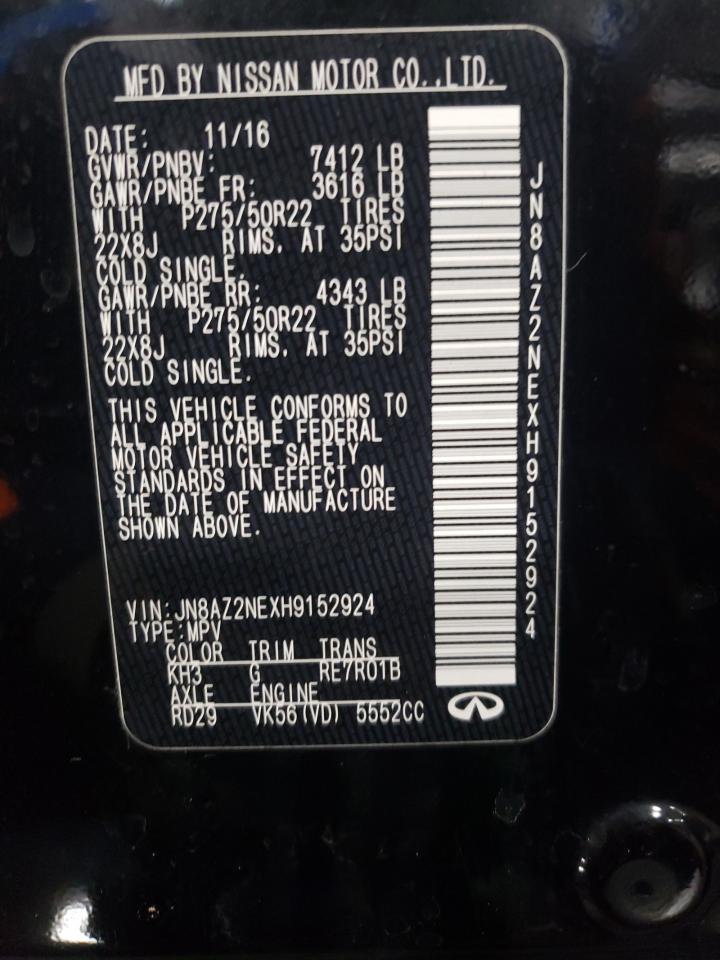 MFD BY NISSAN MOTOR CO.,LTD.
DATE: 11/16
GVWR/PNBV: 7412 LB
GAWR/PNBE FR: 3616 LB
WITH P275/50R22 TIRES
22X8J RIMS, AT 35PSI
COLD SINGLE.
GAWR/PNBE RR: 4343 LB
WITH P275/50R22 TIRES
22X8J RIMS, AT 35PSI
COLD SINGLE.
THIS VEHICLE CONFORMS TO
ALL APPLICABLE FEDERAL
MOTOR VEHICLE SAFETY
STANDARDS IN EFFECT ON
THE DATE OF MANUFACTURE
SHOWN ABOVE.
VIN:JN8AZ2NEXH9152924
TYPE:MPV
COLOR TRIM TRANS
KH3 G RE7R01B
AXLE ENGINE
RD29 VK56(VD) 5552CC
JN8AZ2NEXH9152924